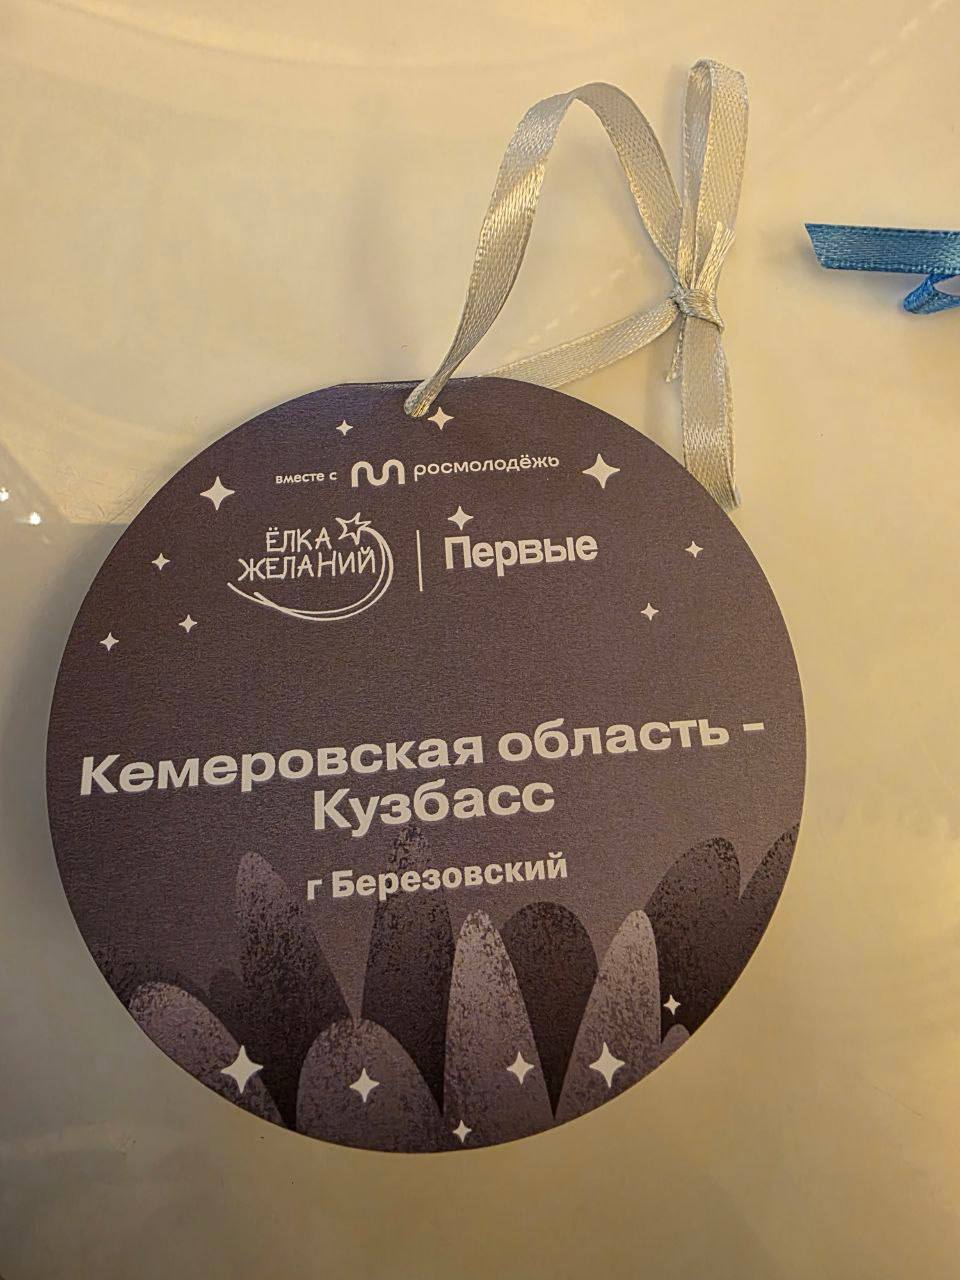 вместе с росмолодёжь
ЁЛКА
ЖЕЛАНИЙ
Первые
Кемеровская область –
Кузбасс
г Березовский